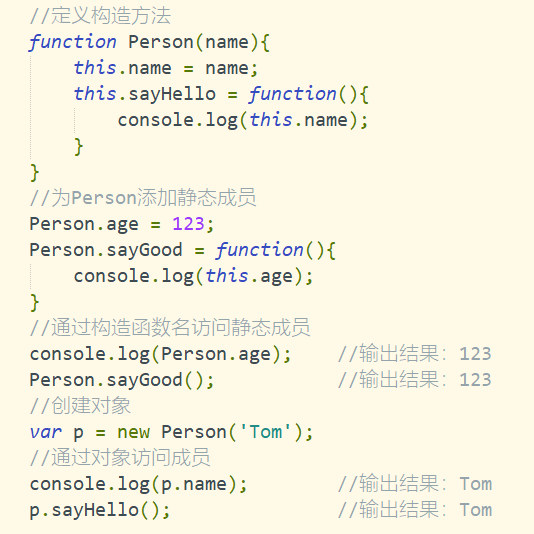 //定义构造方法
function Person(name){
    this.name = name;
    this.sayHello = function(){
        console.log(this.name);
    }
}
//为Person添加静态成员
Person.age = 123;
Person.sayGood = function(){
    console.log(this.age);
}
//通过构造函数名访问静态成员
console.log(Person.age);    //输出结果：123
Person.sayGood();           //输出结果：123
//创建对象
var p = new Person('Tom');
//通过对象访问成员
console.log(p.name);        //输出结果：Tom
p.sayHello();               //输出结果：Tom